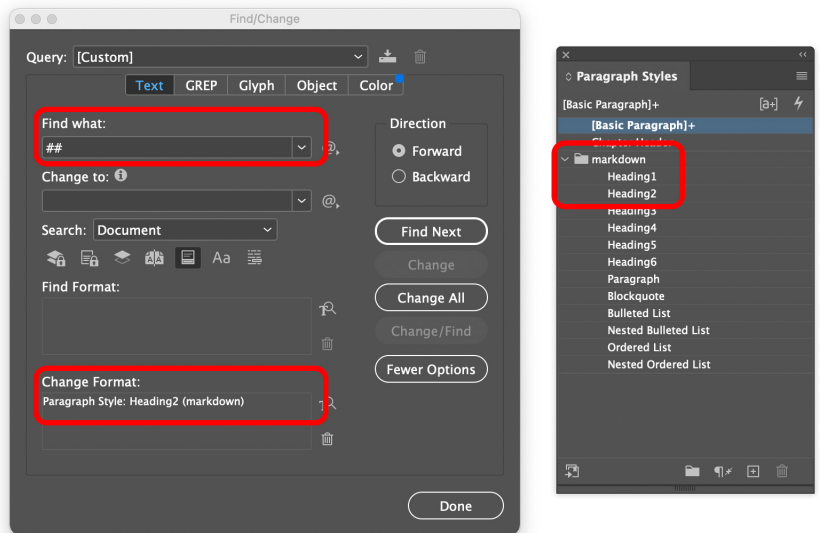 Find/Change
Query: [Custom]
Text GREP Glyph Object Color
Find what:
##
Change to:
Search: Document
Find Format:
Change Format:
Paragraph Style: Heading2 (markdown)
Direction
Forward
Backward
Find Next
Change
Change All
Change/Find
Fewer Options
Done
Paragraph Styles
[Basic Paragraph]+ [a+]
[Basic Paragraph]+
Chapter Header
markdown
Heading1
Heading2
Heading3
Heading4
Heading5
Heading6
Paragraph
Blockquote
Bulleted List
Nested Bulleted List
Ordered List
Nested Ordered List